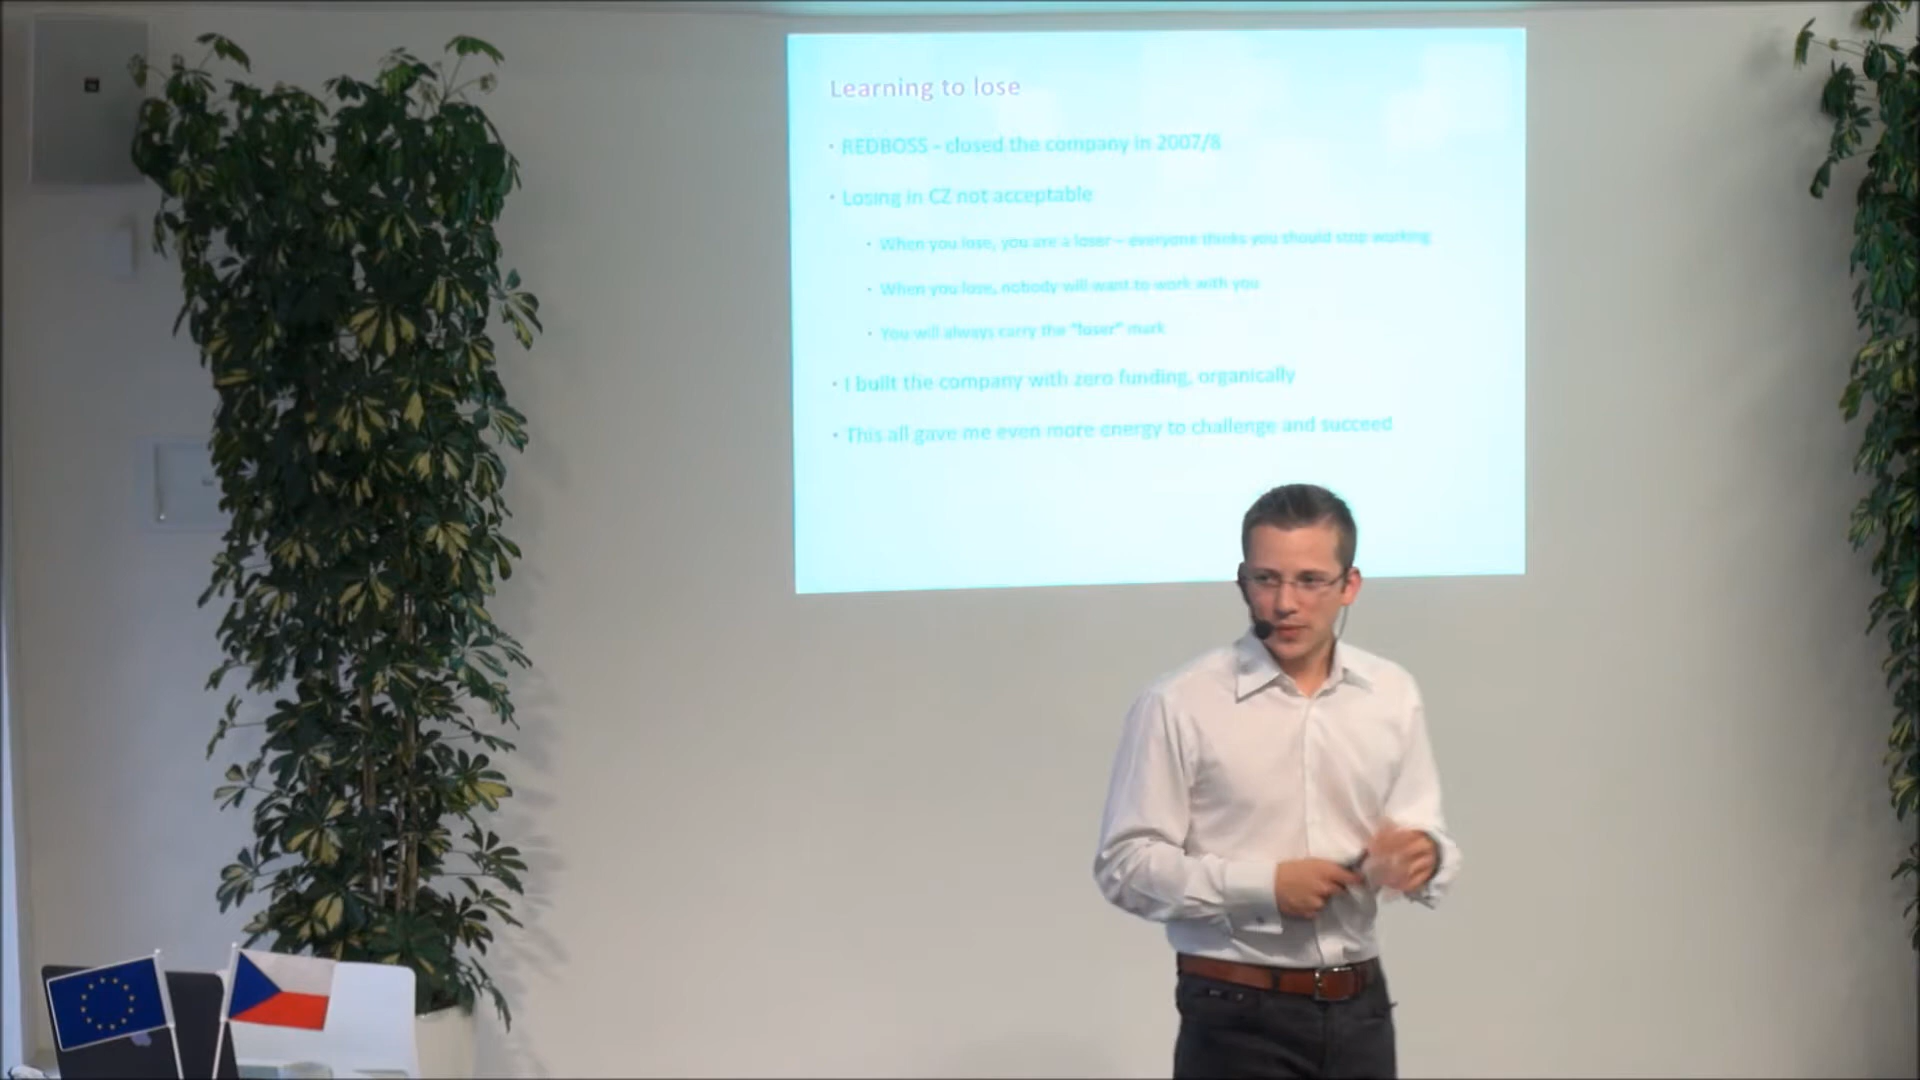 Learning to lose
• REDBOSS - closed the company in 2007/8
• Losing in CZ not acceptable
• When you lose, you are a loser – everyone thinks you should stop working
• When you lose, nobody will want to work with you
• You will always carry the "loser" mark
• I built the company with zero funding, organically
• This all gave me even more energy to challenge and succeed